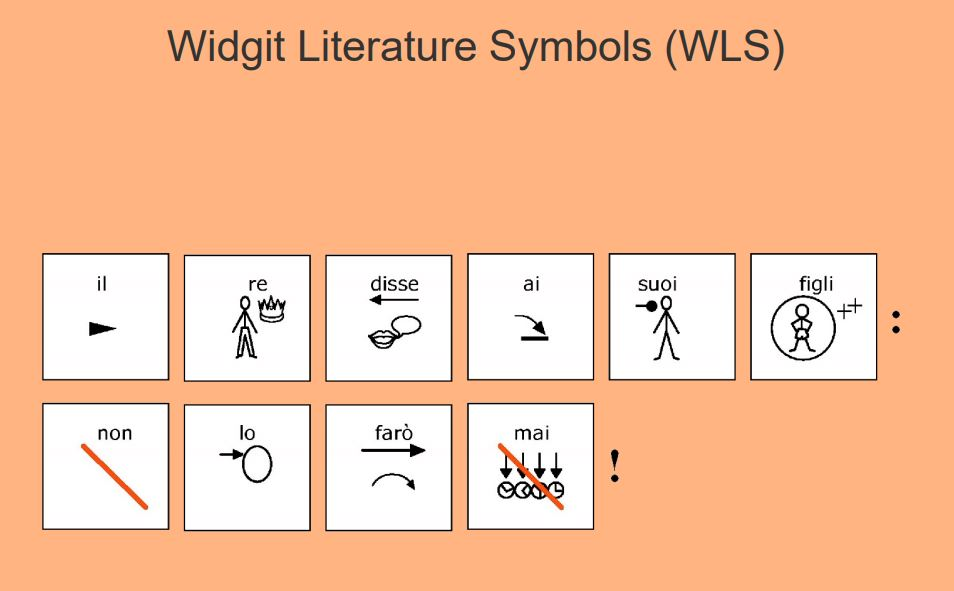 Widgit Literature Symbols (WLS)
il re disse ai suoi figli :
non lo farò mai !